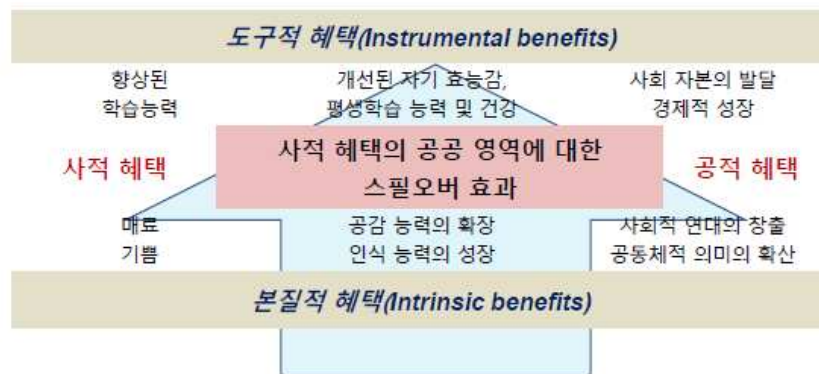 도구적 혜택(Instrumental benefits)
향상된
학습능력
개선된 자기 효능감,
평생학습 능력 및 건강
사회 자본의 발달
경제적 성장
사적 혜택
사적 혜택의 공공 영역에 대한
스필오버 효과
공적 혜택
매료
기쁨
공감 능력의 확장
인식 능력의 성장
사회적 연대의 창출
공동체적 의미의 확산
본질적 혜택(Intrinsic benefits)